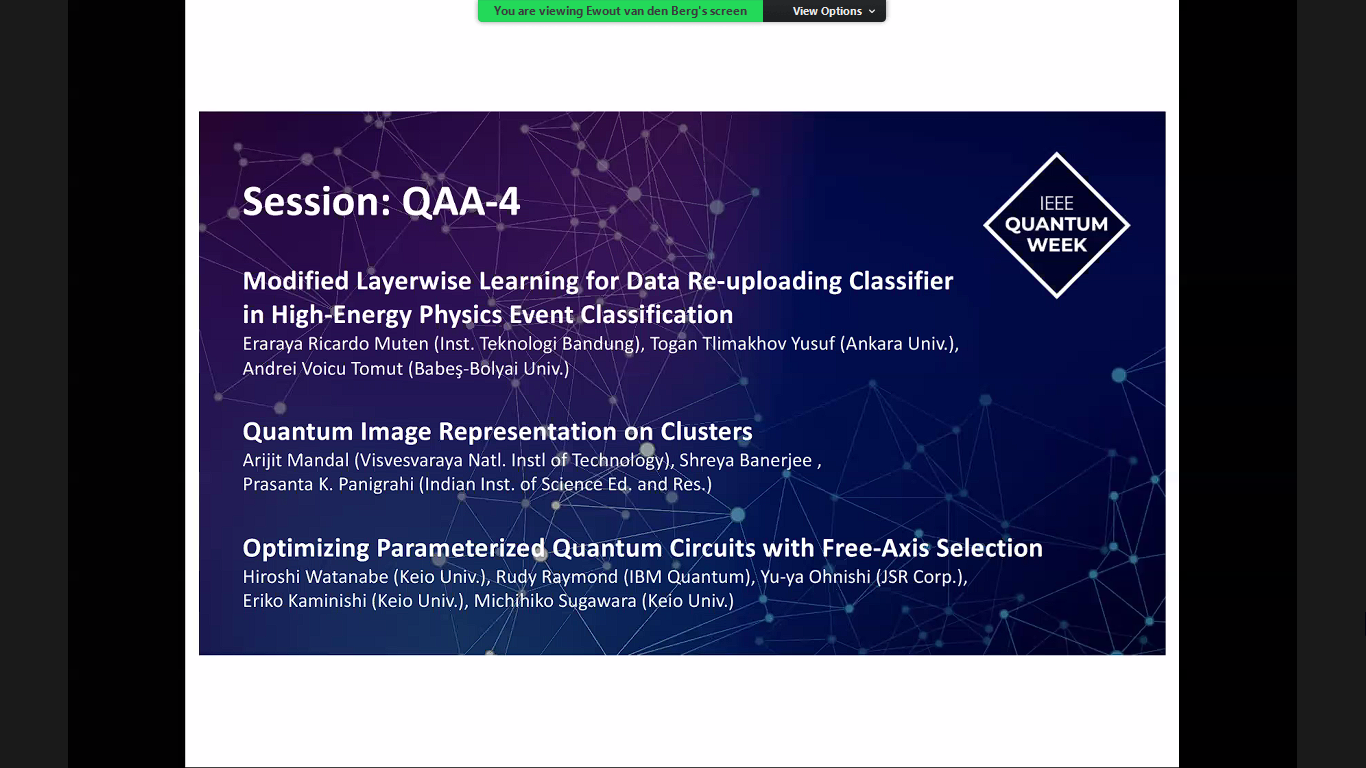 You are viewing Ewout van den Berg's screen
View Options
Session: QAA-4
IEEE
QUANTUM
WEEK
Modified Layerwise Learning for Data Re-uploading Classifier
in High-Energy Physics Event Classification
Eraraya Ricardo Muten (Inst. Teknologi Bandung), Togan Tlimakhov Yusuf (Ankara Univ.),
Andrei Voicu Tomut (Babeş-Bolyai Univ.)
Quantum Image Representation on Clusters
Arijit Mandal (Visvesvaraya Natl. Instl of Technology), Shreya Banerjee ,
Prasanta K. Panigrahi (Indian Inst. of Science Ed. and Res.)
Optimizing Parameterized Quantum Circuits with Free-Axis Selection
Hiroshi Watanabe (Keio Univ.), Rudy Raymond (IBM Quantum), Yu-ya Ohnishi (JSR Corp.),
Eriko Kaminishi (Keio Univ.), Michihiko Sugawara (Keio Univ.)